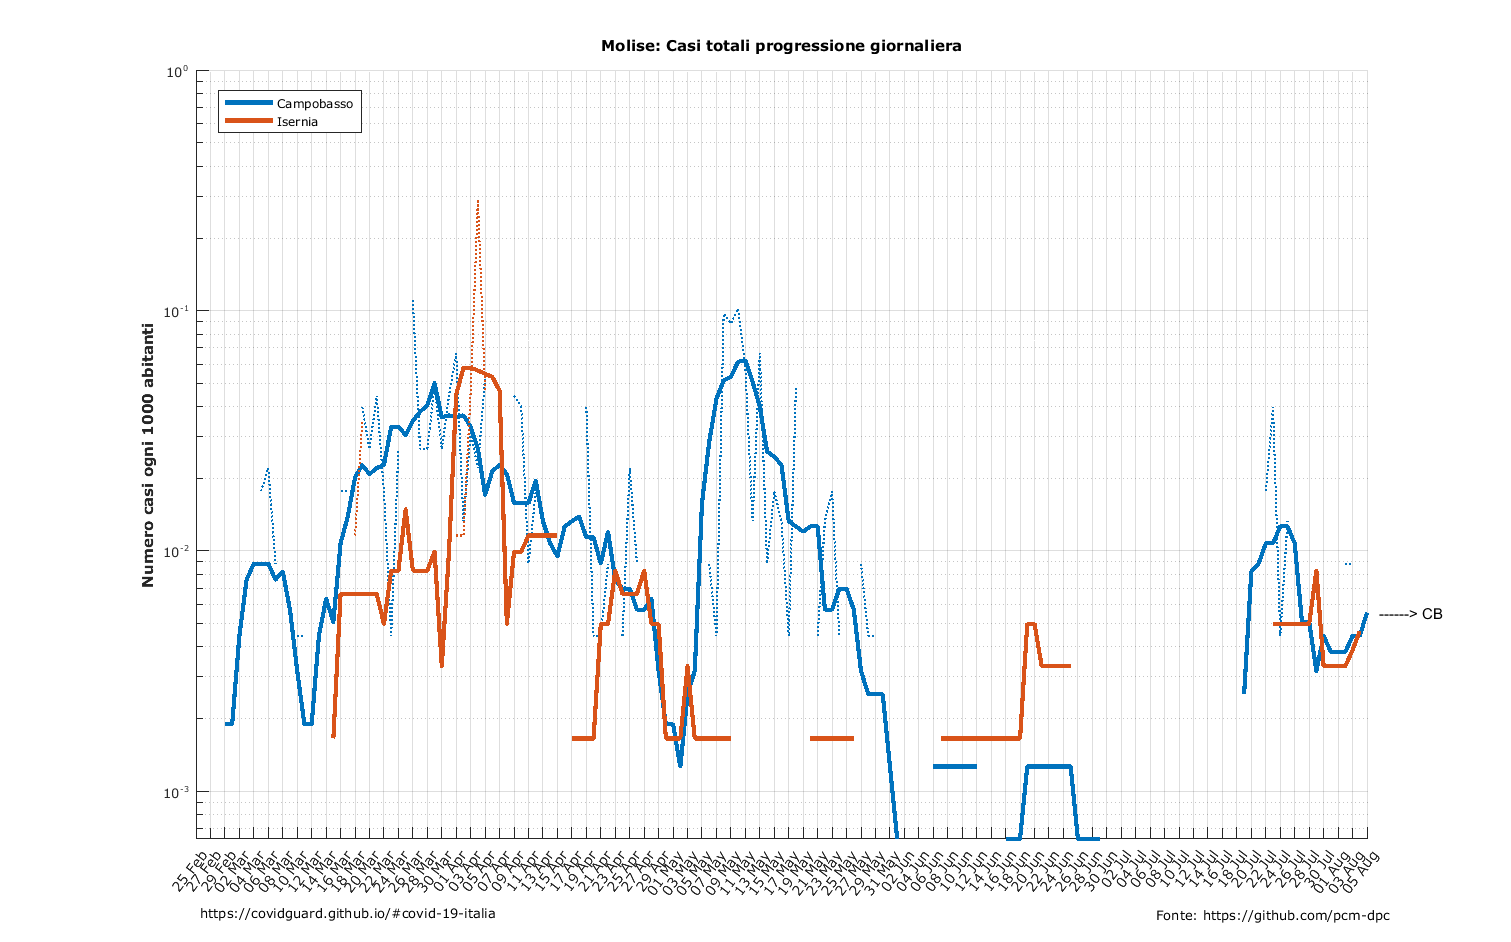 Molise: Casi totali progressione giornaliera
10^0
Campobasso
Isernia
10^-1
Numero casi ogni 1000 abitanti
10^-2
------> CB
10^-3
25 Feb
27 Feb
29 Feb
02 Mar
04 Mar
06 Mar
08 Mar
10 Mar
12 Mar
14 Mar
16 Mar
18 Mar
20 Mar
22 Mar
24 Mar
26 Mar
28 Mar
30 Mar
01 Apr
03 Apr
05 Apr
07 Apr
09 Apr
11 Apr
13 Apr
15 Apr
17 Apr
19 Apr
21 Apr
23 Apr
25 Apr
27 Apr
29 Apr
01 May
03 May
05 May
07 May
09 May
11 May
13 May
15 May
17 May
19 May
21 May
23 May
25 May
27 May
29 May
31 May
02 Jun
04 Jun
06 Jun
08 Jun
10 Jun
12 Jun
14 Jun
16 Jun
18 Jun
20 Jun
22 Jun
24 Jun
26 Jun
28 Jun
30 Jun
02 Jul
04 Jul
06 Jul
08 Jul
10 Jul
12 Jul
14 Jul
16 Jul
18 Jul
20 Jul
22 Jul
24 Jul
26 Jul
28 Jul
30 Jul
01 Aug
03 Aug
05 Aug
https://covidguard.github.io/#covid-19-italia
Fonte: https://github.com/pcm-dpc